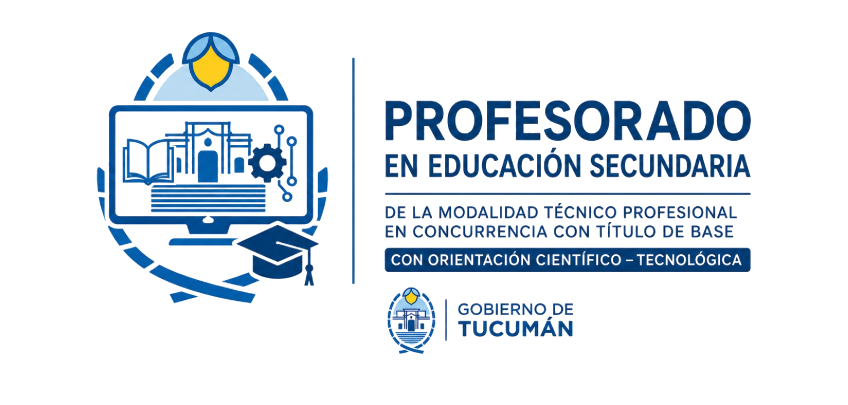 PROFESORADO
EN EDUCACIÓN SECUNDARIA
DE LA MODALIDAD TÉCNICO PROFESIONAL
EN CONCURRENCIA CON TÍTULO DE BASE
CON ORIENTACIÓN CIENTÍFICO – TECNOLÓGICA
GOBIERNO DE
TUCUMÁN